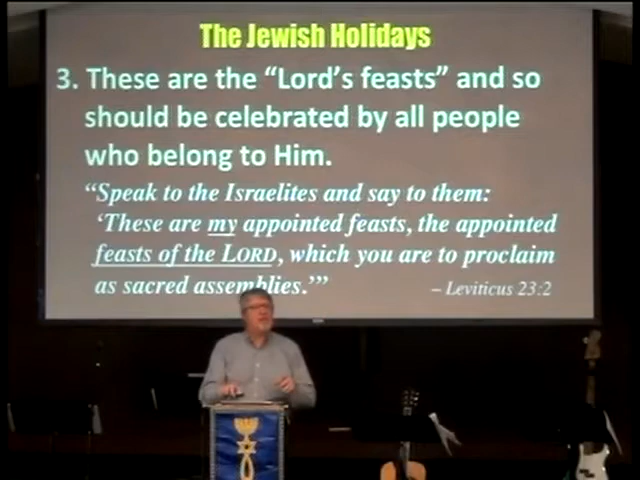 The Jewish Holidays
3. These are the “Lord’s feasts” and so
should be celebrated by all people
who belong to Him.
“Speak to the Israelites and say to them:
‘These are my appointed feasts, the appointed
feasts of the LORD, which you are to proclaim
as sacred assemblies.’”
– Leviticus 23:2